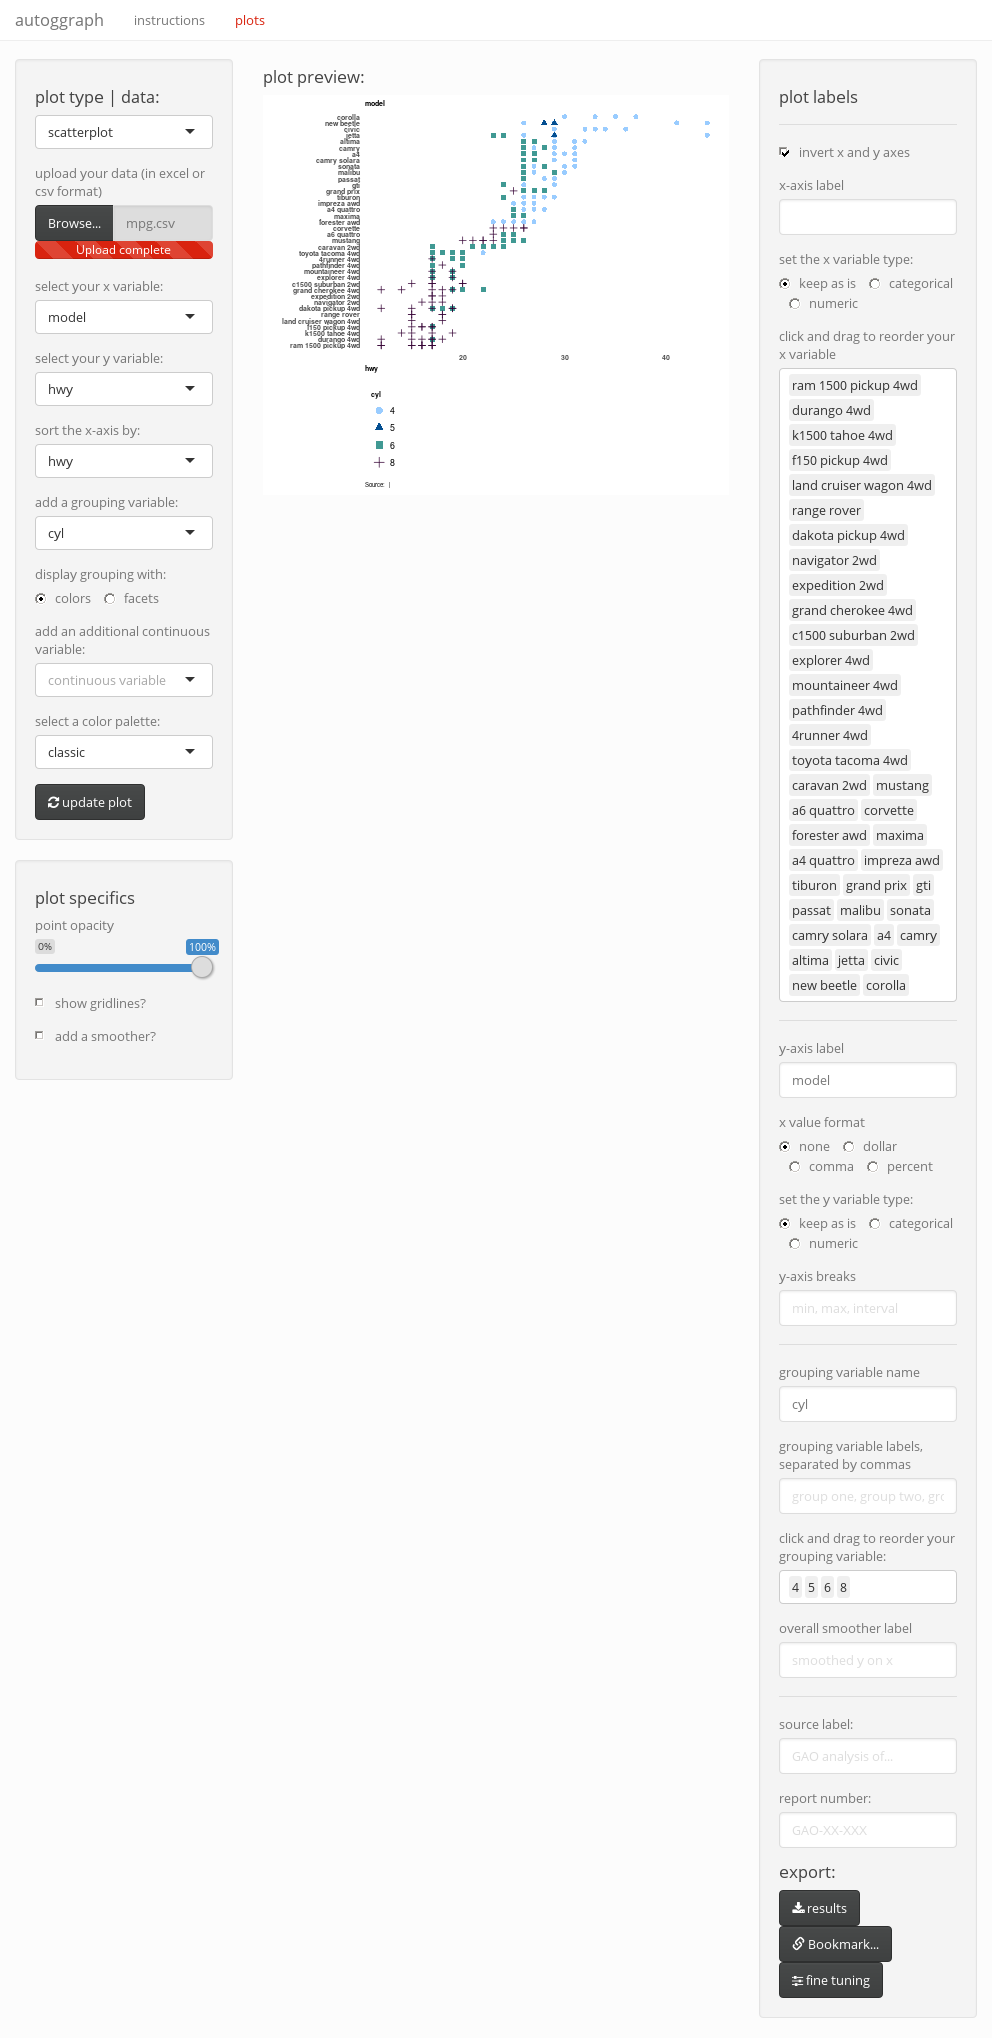 autoggraph
instructions
plots
plot type | data:
scatterplot
upload your data (in excel or
csv format)
Browse...
mpg.csv
Upload complete
select your x variable:
model
select your y variable:
hwy
sort the x-axis by:
hwy
add a grouping variable:
cyl
display grouping with:
colors
facets
add an additional continuous
variable:
continuous variable
select a color palette:
classic
update plot
plot specifics
point opacity
0%
100%
show gridlines?
add a smoother?
plot preview:
model
corolla
new beetle
civic
jetta
altima
camry
a4
camry solara
sonata
malibu
passat
gti
grand prix
tiburon
impreza awd
a4 quattro
maxima
forester awd
corvette
a6 quattro
mustang
caravan 2wd
toyota tacoma 4wd
4runner 4wd
pathfinder 4wd
mountaineer 4wd
explorer 4wd
c1500 suburban 2wd
grand cherokee 4wd
expedition 2wd
navigator 2wd
dakota pickup 4wd
range rover
land cruiser wagon 4wd
f150 pickup 4wd
k1500 tahoe 4wd
durango 4wd
ram 1500 pickup 4wd
20
30
40
hwy
cyl
4
5
6
8
Source: |
plot labels
invert x and y axes
x-axis label
set the x variable type:
keep as is
categorical
numeric
click and drag to reorder your
x variable
ram 1500 pickup 4wd
durango 4wd
k1500 tahoe 4wd
f150 pickup 4wd
land cruiser wagon 4wd
range rover
dakota pickup 4wd
navigator 2wd
expedition 2wd
grand cherokee 4wd
c1500 suburban 2wd
explorer 4wd
mountaineer 4wd
pathfinder 4wd
4runner 4wd
toyota tacoma 4wd
caravan 2wd mustang
a6 quattro corvette
forester awd maxima
a4 quattro impreza awd
tiburon grand prix gti
passat malibu sonata
camry solara a4 camry
altima jetta civic
new beetle corolla
y-axis label
model
x value format
none
dollar
comma
percent
set the y variable type:
keep as is
categorical
numeric
y-axis breaks
min, max, interval
grouping variable name
cyl
grouping variable labels,
separated by commas
group one, group two, gro
click and drag to reorder your
grouping variable:
4 5 6 8
overall smoother label
smoothed y on x
source label:
GAO analysis of...
report number:
GAO-XX-XXX
export:
results
Bookmark...
fine tuning